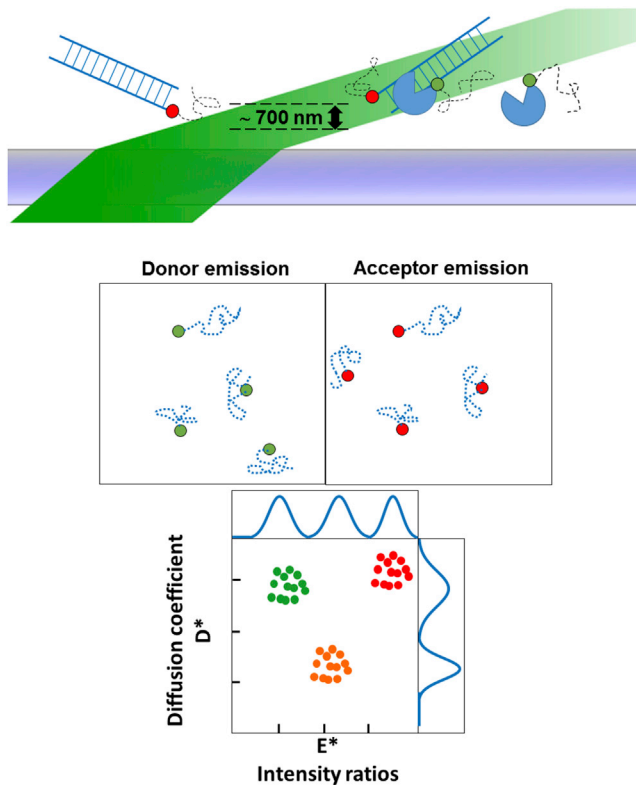 ~ 700 nm
Donor emission
Acceptor emission
Diffusion coefficient
D*
E*
Intensity ratios